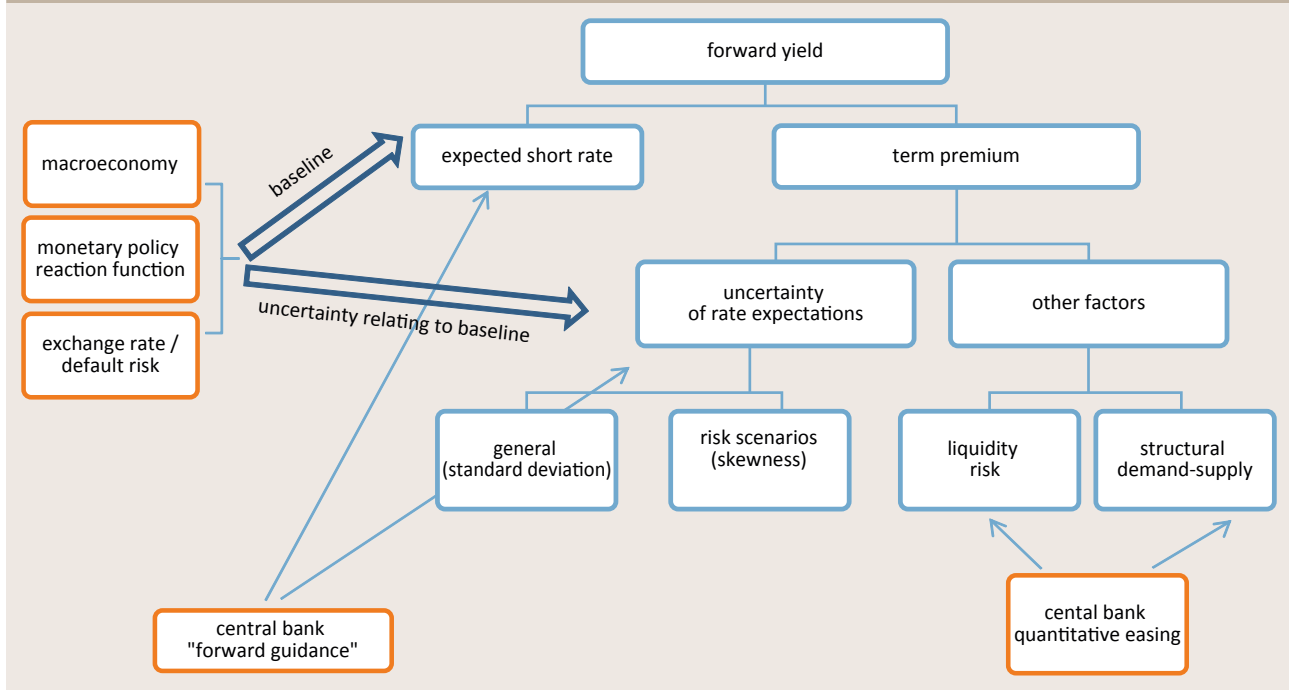 forward yield
macroeconomy
baseline
expected short rate
term premium
monetary policy
reaction function
uncertainty relating to baseline
uncertainty
of rate expectations
other factors
exchange rate /
default risk
general
(standard deviation)
risk scenarios
(skewness)
liquidity
risk
structural
demand-supply
central bank
"forward guidance"
cental bank
quantitative easing